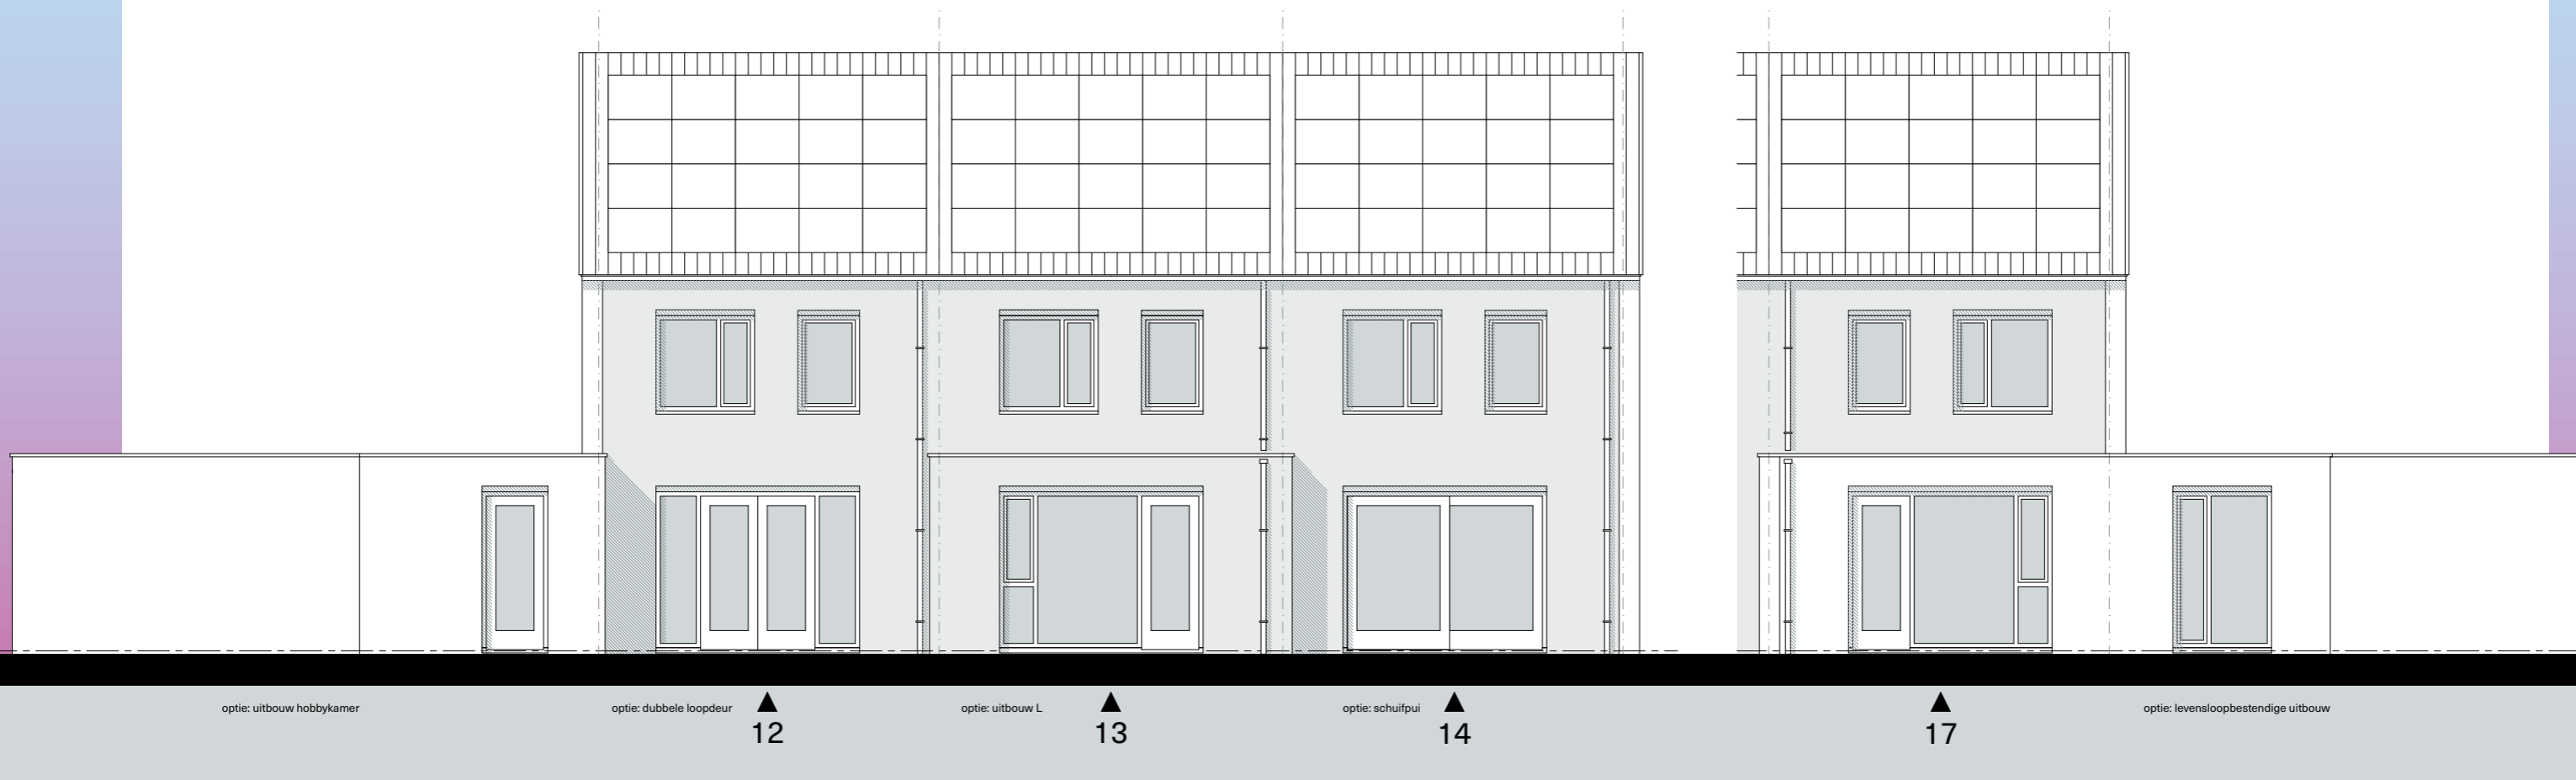 optie: uitbouw hobbykamer
optie: dubbele loopdeur
12
optie: uitbouw L
13
optie: schuifpui
14
17
optie: levensloopbestendige uitbouw